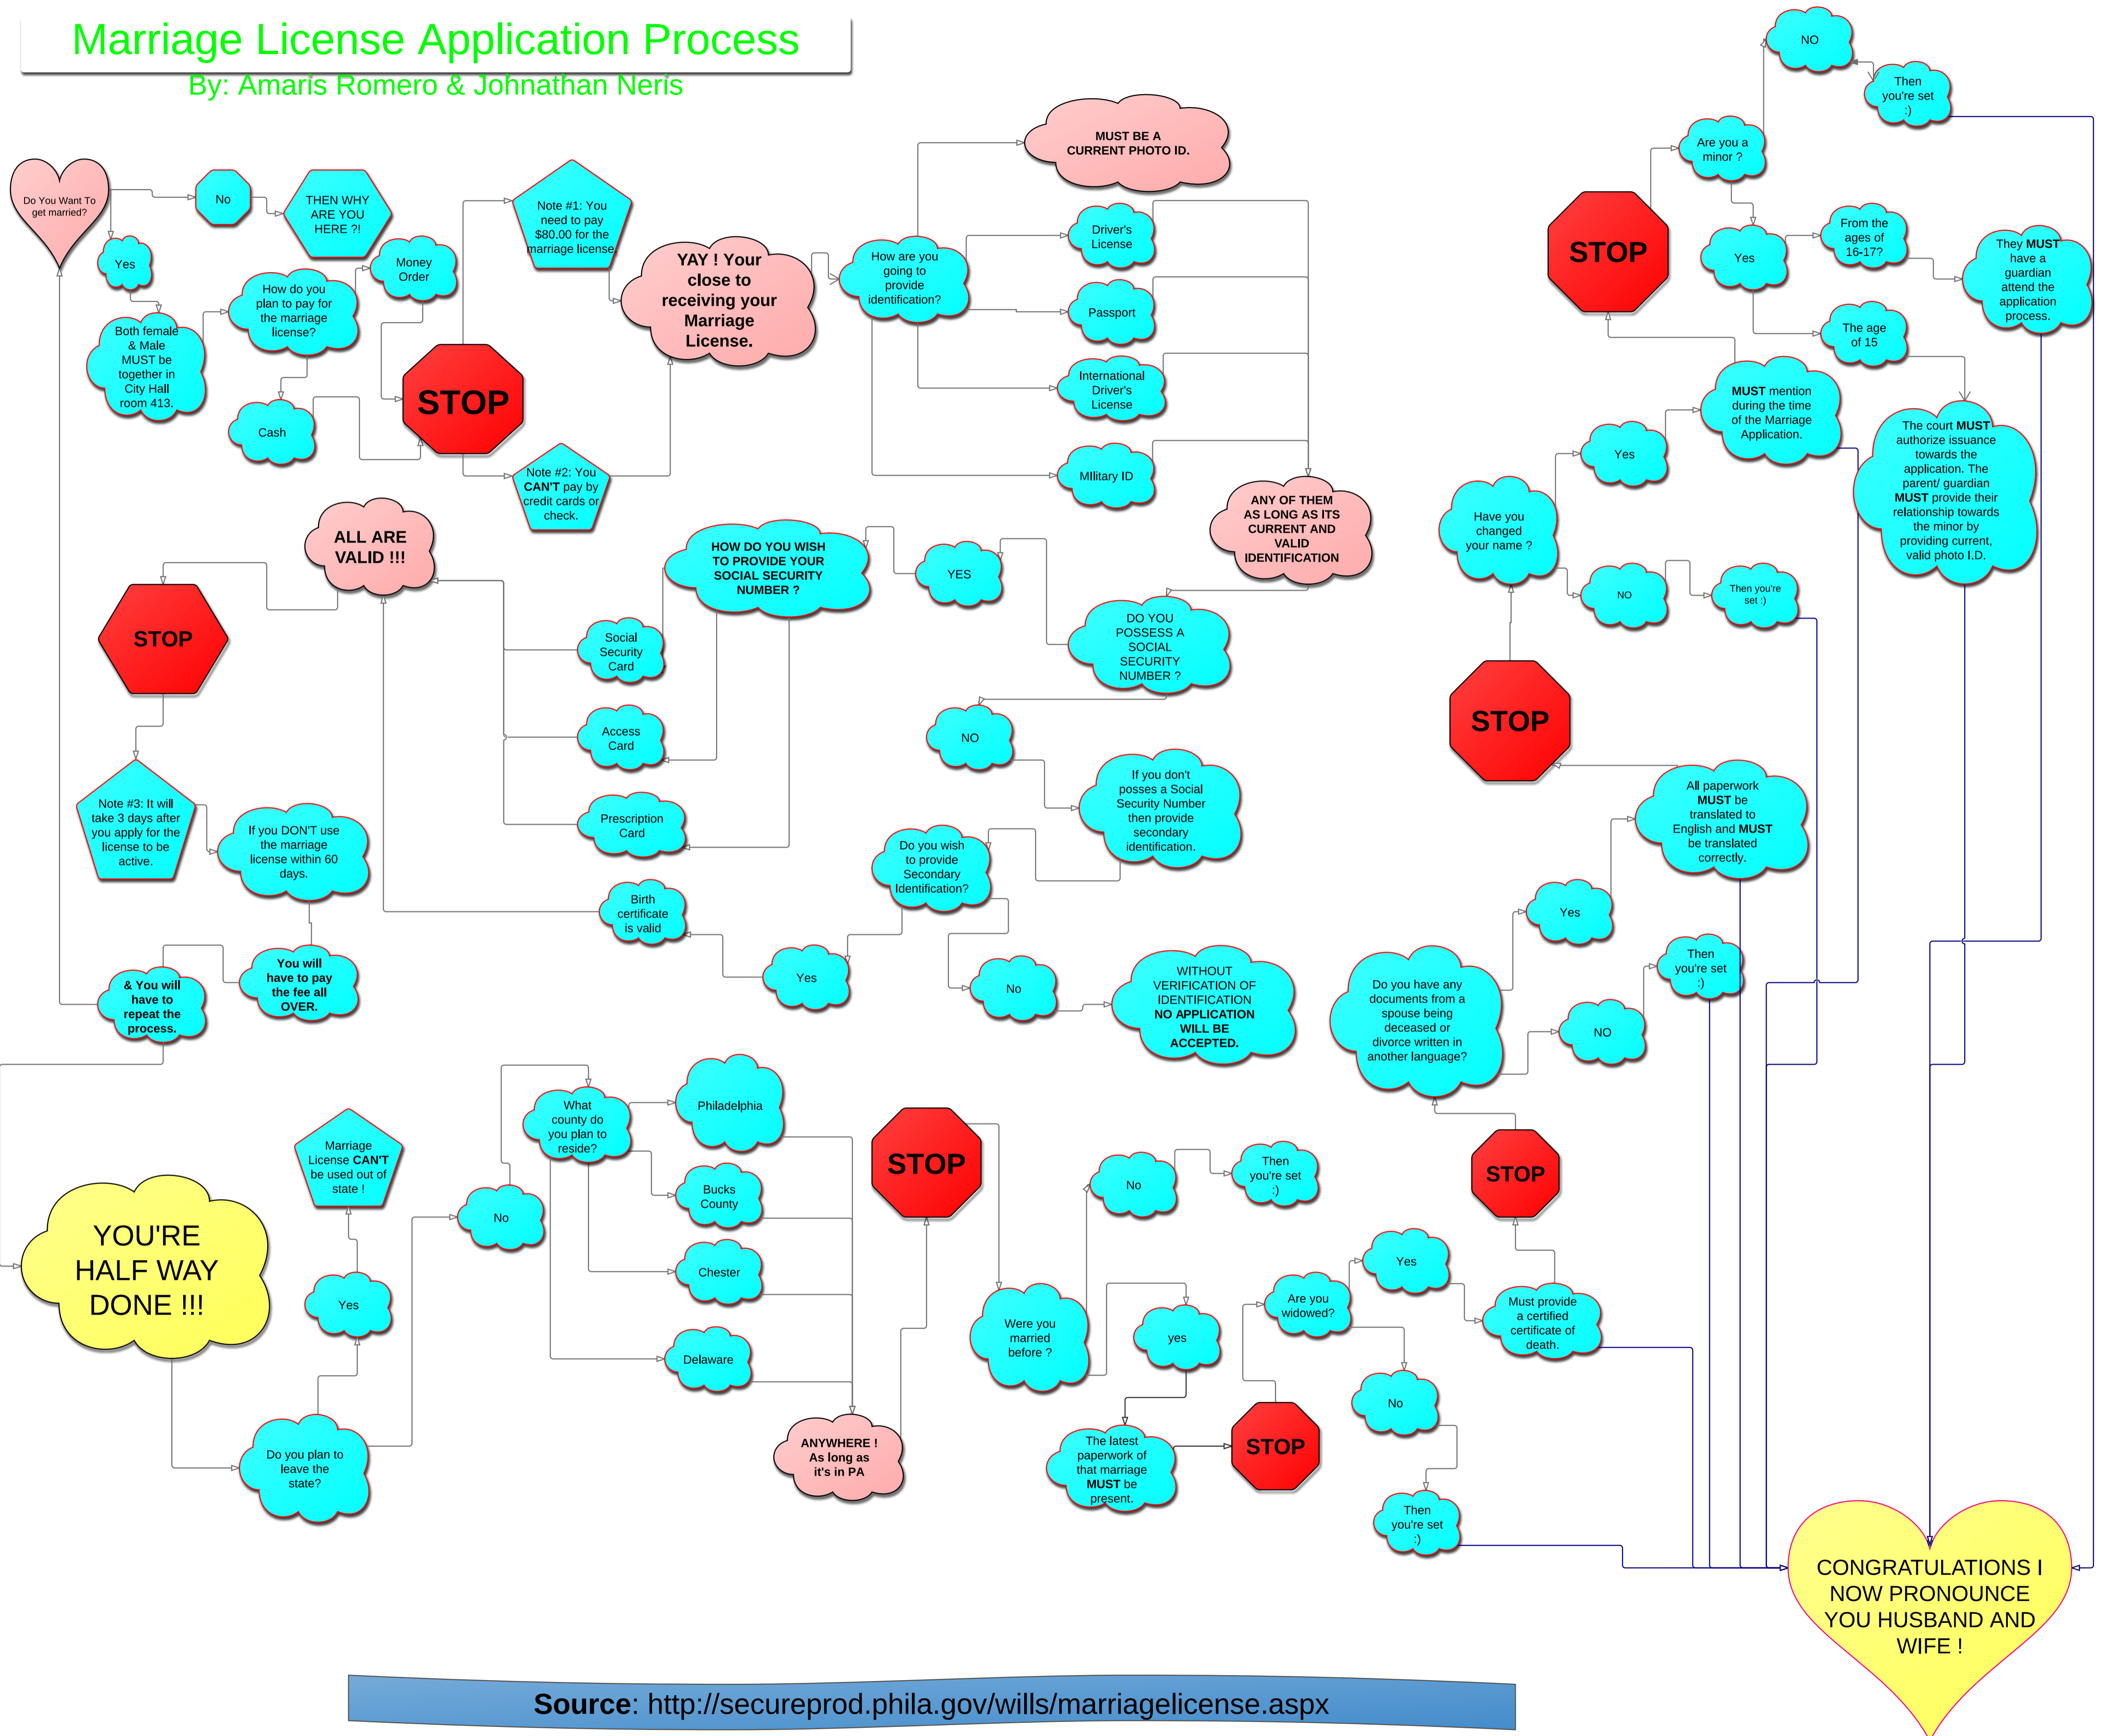 Marriage License Application Process
By: Amaris Romero & Johnathan Neris
Do You Want To
get married?
No
THEN WHY
ARE YOU
HERE ?!
Yes
Both female
& Male
MUST be
together in
City Hall
room 413.
How do you
plan to pay for
the marriage
license?
Money
Order
Cash
STOP
Note #1: You
need to pay
$80.00 for the
marriage license.
Note #2: You
CAN'T pay by
credit cards or
check.
YAY ! Your
close to
receiving your
Marriage
License.
How are you
going to
provide
identification?
MUST BE A
CURRENT PHOTO ID.
Driver's
License
Passport
International
Driver's
License
MIlitary ID
ANY OF THEM
AS LONG AS ITS
CURRENT AND
VALID
IDENTIFICATION
DO YOU
POSSESS A
SOCIAL
SECURITY
NUMBER ?
YES
HOW DO YOU WISH
TO PROVIDE YOUR
SOCIAL SECURITY
NUMBER ?
Social
Security
Card
Access
Card
Prescription
Card
ALL ARE
VALID !!!
NO
If you don't
posses a Social
Security Number
then provide
secondary
identification.
Do you wish
to provide
Secondary
Identification?
Yes
Birth
certificate
is valid
No
WITHOUT
VERIFICATION OF
IDENTIFICATION
NO APPLICATION
WILL BE
ACCEPTED.
STOP
Note #3: It will
take 3 days after
you apply for the
license to be
active.
If you DON'T use
the marriage
license within 60
days.
You will
have to pay
the fee all
OVER.
& You will
have to
repeat the
process.
YOU'RE
HALF WAY
DONE !!!
Do you plan to
leave the
state?
Yes
Marriage
License CAN'T
be used out of
state !
No
What
county do
you plan to
reside?
Philadelphia
Bucks
County
Chester
Delaware
ANYWHERE !
As long as
it's in PA
STOP
Were you
married
before ?
No
Then
you're set
:)
yes
The latest
paperwork of
that marriage
MUST be
present.
STOP
Are you
widowed?
Yes
Must provide
a certified
certificate of
death.
No
Then
you're set
:)
STOP
Do you have any
documents from a
spouse being
deceased or
divorce written in
another language?
Yes
All paperwork
MUST be
translated to
English and MUST
be translated
correctly.
NO
Then
you're set
:)
STOP
Have you
changed
your name ?
Yes
MUST mention
during the time
of the Marriage
Application.
NO
Then you're
set :)
STOP
Are you a
minor ?
NO
Then
you're set
:)
Yes
From the
ages of
16-17?
They MUST
have a
guardian
attend the
application
process.
The age
of 15
The court MUST
authorize issuance
towards the
application. The
parent/ guardian
MUST provide their
relationship towards
the minor by
providing current,
valid photo I.D.
CONGRATULATIONS I
NOW PRONOUNCE
YOU HUSBAND AND
WIFE !
Source: http://secureprod.phila.gov/wills/marriagelicense.aspx